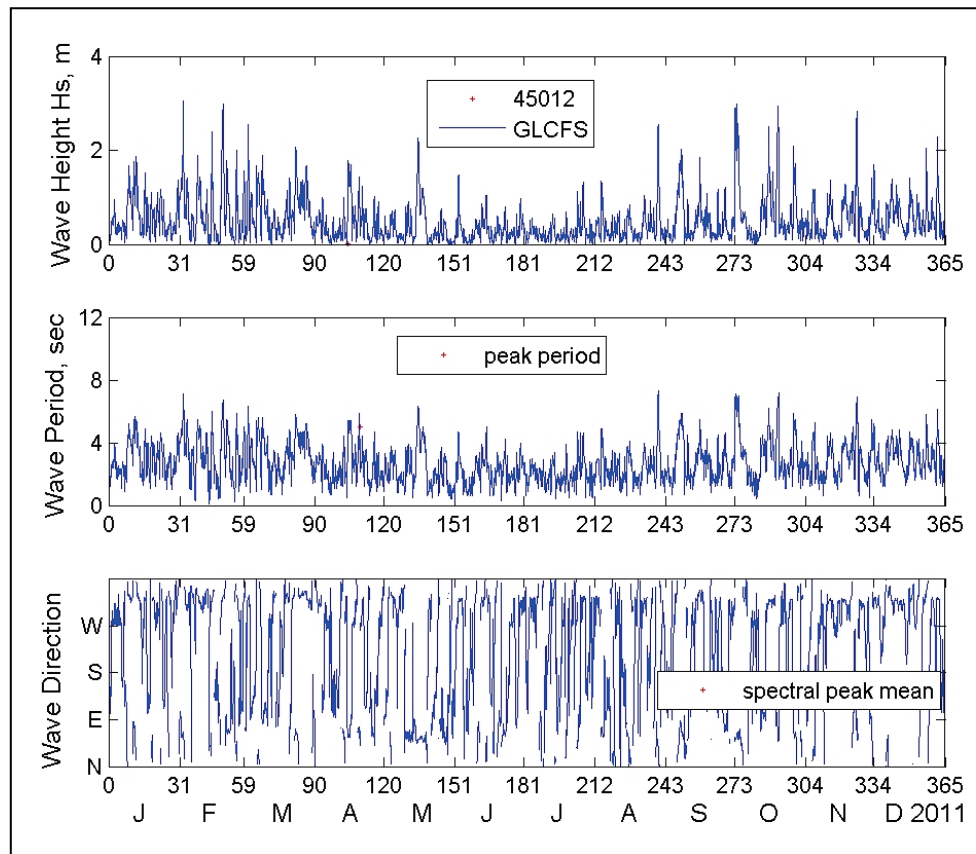 Wave Height Hs, m
4
2
0
45012
GLCFS
0 31 59 90 120 151 181 212 243 273 304 334 365
Wave Period, sec
12
8
4
0
peak period
0 31 59 90 120 151 181 212 243 273 304 334 365
Wave Direction
W
S
E
N
spectral peak mean
0 31 59 90 120 151 181 212 243 273 304 334 365
J F M A M J J A S O N D 2011